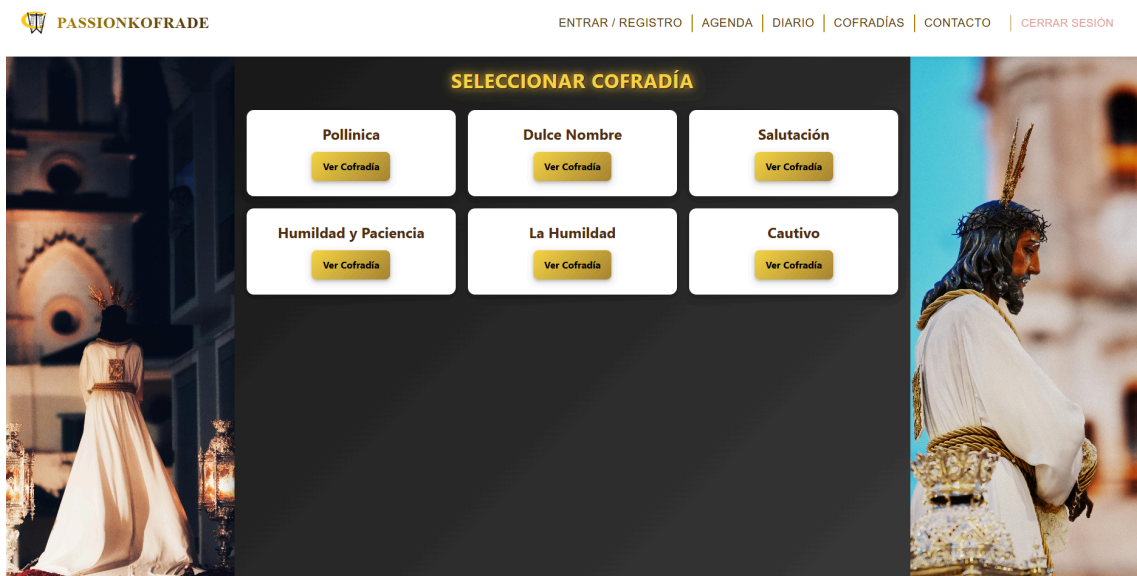 PASSIONKOFRADE
ENTRAR / REGISTRO
AGENDA
DIARIO
COFRADÍAS
CONTACTO
CERRAR SESIÓN
SELECCIONAR COFRADÍA
Pollinica
Ver Cofradía
Dulce Nombre
Ver Cofradía
Salutación
Ver Cofradía
Humildad y Paciencia
Ver Cofradía
La Humildad
Ver Cofradía
Cautivo
Ver Cofradía